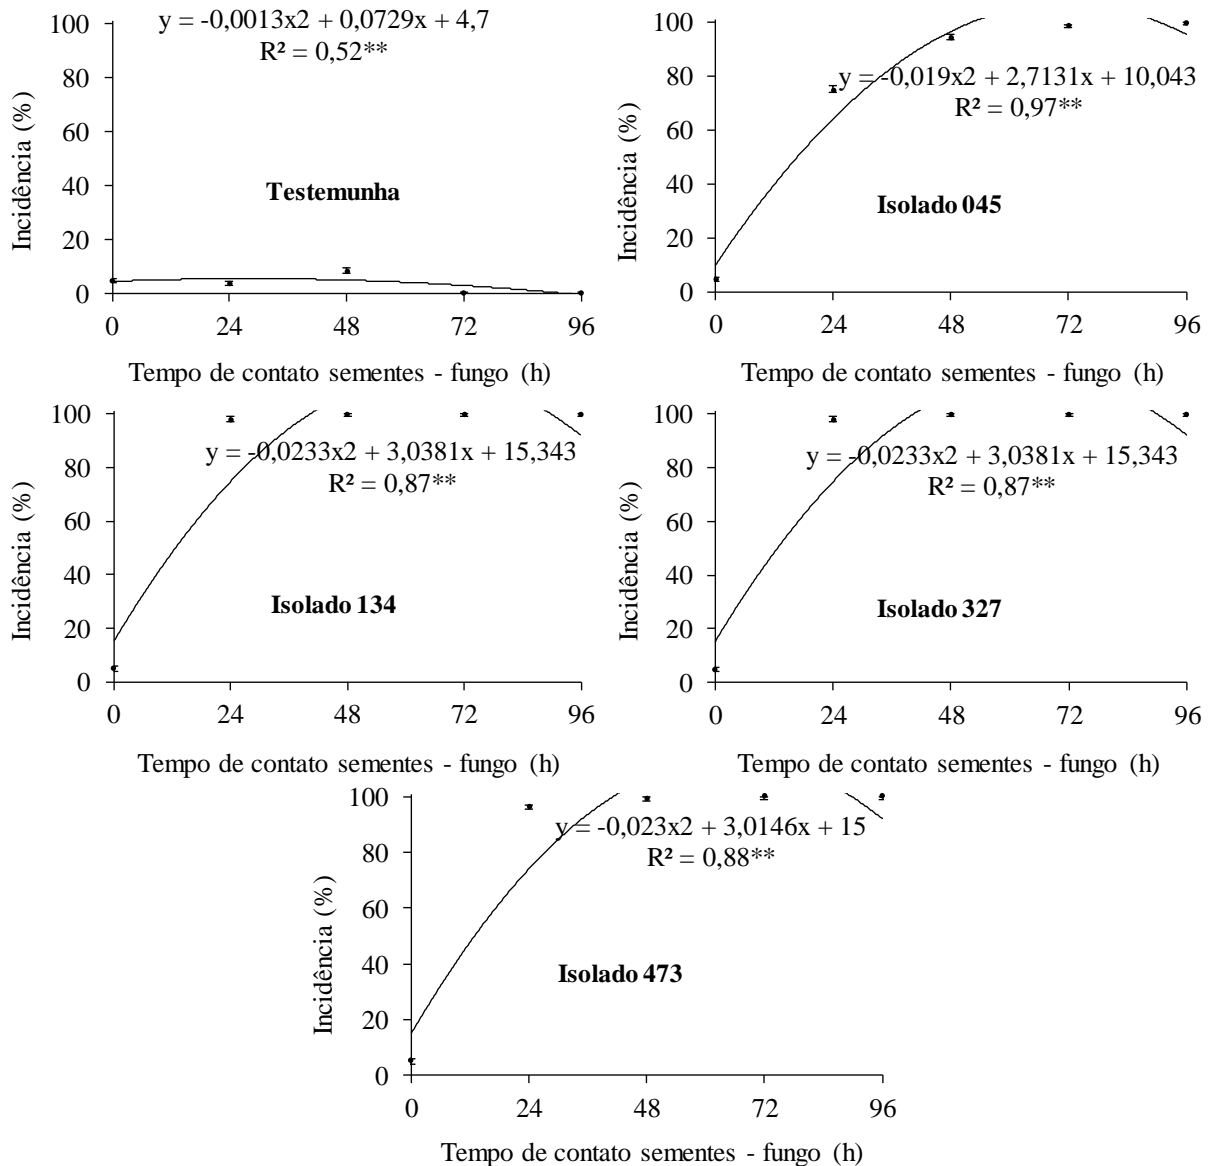 y = -0,0013x2 + 0,0729x + 4,7
R² = 0,52**
Incidência (%)
100
80
60
40
20
0
Testemunha
0 24 48 72 96
Tempo de contato sementes - fungo (h)
y = -0,019x2 + 2,7131x + 10,043
R² = 0,97**
Incidência (%)
100
80
60
40
20
0
Isolado 045
0 24 48 72 96
Tempo de contato sementes - fungo (h)
y = -0,0233x2 + 3,0381x + 15,343
R² = 0,87**
Incidência (%)
100
80
60
40
20
0
Isolado 134
0 24 48 72 96
Tempo de contato sementes - fungo (h)
y = -0,0233x2 + 3,0381x + 15,343
R² = 0,87**
Incidência (%)
100
80
60
40
20
0
Isolado 327
0 24 48 72 96
Tempo de contato sementes - fungo (h)
y = -0,023x2 + 3,0146x + 15
R² = 0,88**
Incidência (%)
100
80
60
40
20
0
Isolado 473
0 24 48 72 96
Tempo de contato sementes - fungo (h)